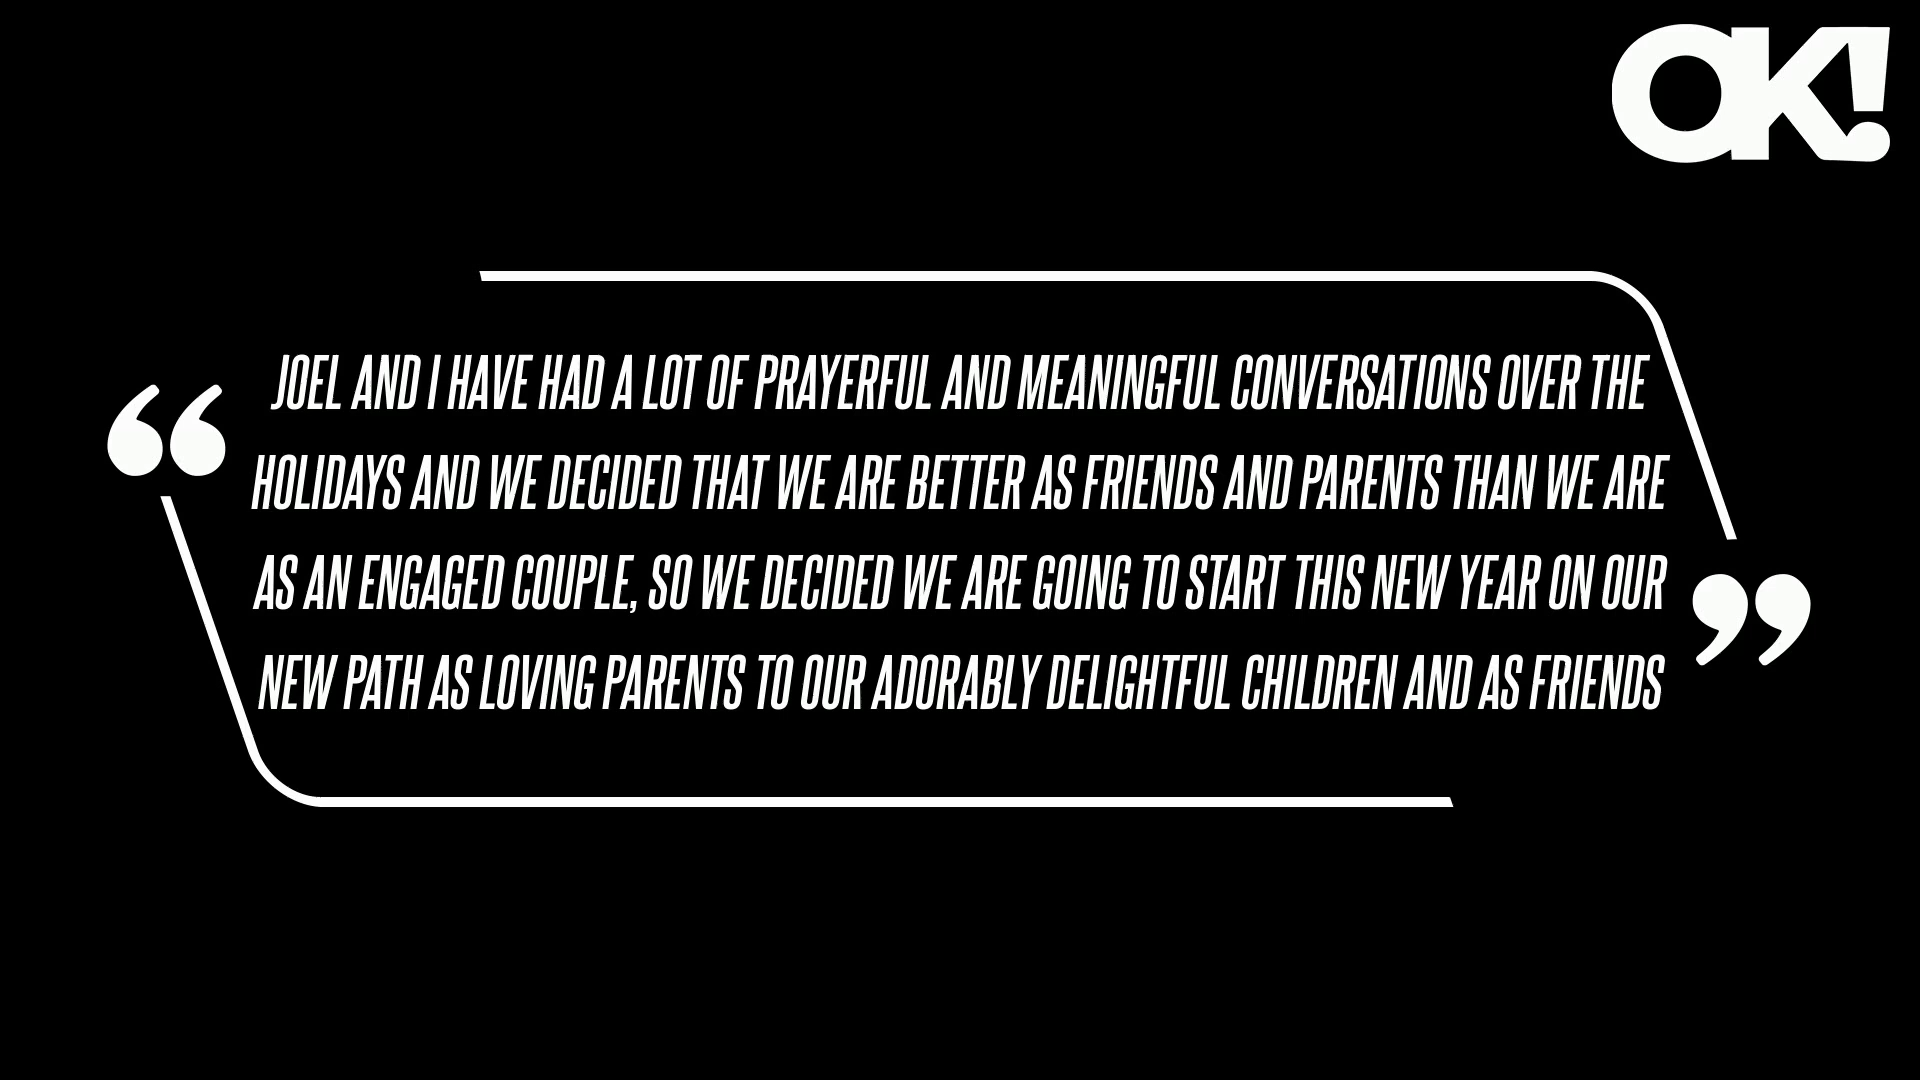 OK!
“JOEL AND I HAVE HAD A LOT OF PRAYERFUL AND MEANINGFUL CONVERSATIONS OVER THE
HOLIDAYS AND WE DECIDED THAT WE ARE BETTER AS FRIENDS AND PARENTS THAN WE ARE
AS AN ENGAGED COUPLE, SO WE DECIDED WE ARE GOING TO START THIS NEW YEAR ON OUR
NEW PATH AS LOVING PARENTS TO OUR ADORABLY DELIGHTFUL CHILDREN AND AS FRIENDS”